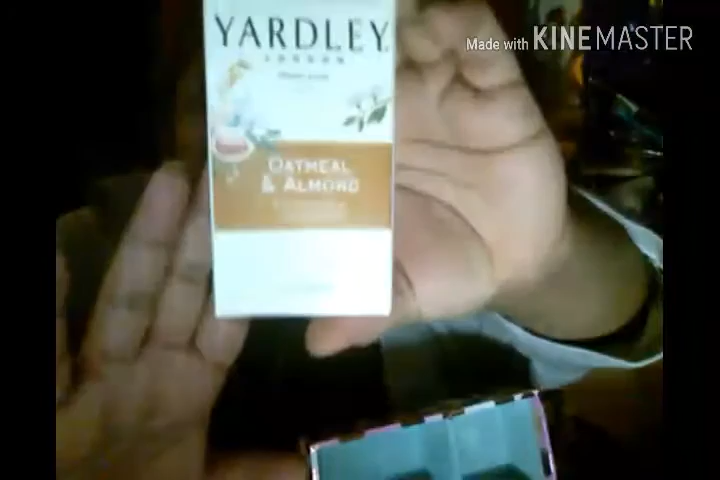 YARDLEY
LONDON
OATMEAL
& ALMOND
Made with KINEMASTER